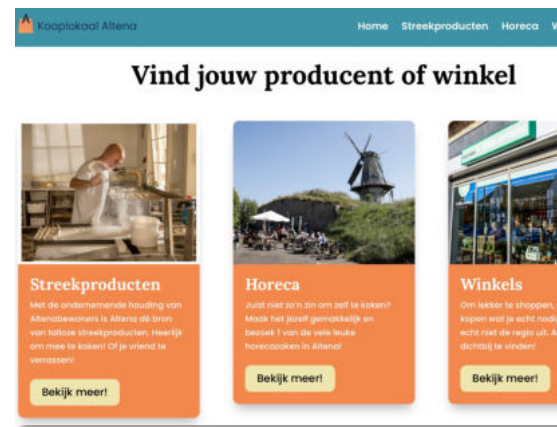 Kooplokaal Altena
Home Streekproducten Horeca
Vind jouw producent of winkel
Streekproducten
Met de ondernemende houding van
Altenabewoners is Altena dé bron
van talloze streekproducten. Heerlijk
om mee te koken! Of je vriend te
verrassen!
Bekijk meer!
Horeca
Juist niet zo'n zin om zelf te koken?
Maak het jezelf gemakkelijk en
bezoek 1 van de vele leuke
horecazaken in Altena!
Bekijk meer!
Winkels
Om lekker te shoppen,
kopen wat je echt nodig
echt niet de regio uit. A
dichtbij te vinden!
Bekijk meer!